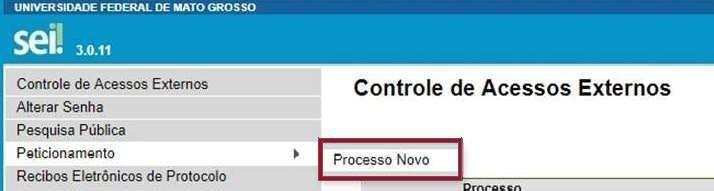 UNIVERSIDADE FEDERAL DE MATO GROSSO
sei! 3.0.11
Controle de Acessos Externos
Alterar Senha
Pesquisa Pública
Peticionamento
Recibos Eletrônicos de Protocolo
Processo Novo
Controle de Acessos Externos
Processo